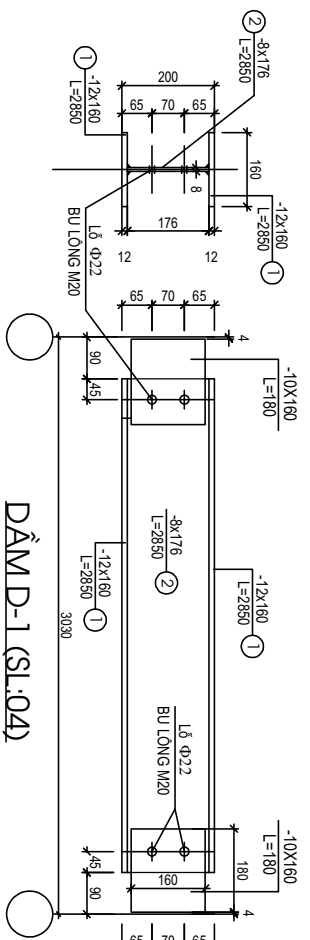 2
-8x176
L=2850
1
-12x160
L=2850
-12x160
L=2850
1
200
65
70
65
160
8
176
12
12
Lỗ Φ22
BU LÔNG M20
65
70
65
90
45
4
-10X160
L=180
-8x176
L=2850
2
-12x160
L=2850
1
-12x160
L=2850
1
3030
Lỗ Φ22
BU LÔNG M20
-10X160
L=180
180
160
45
90
4
65
70
65
DẦM D-1 (SL:04)